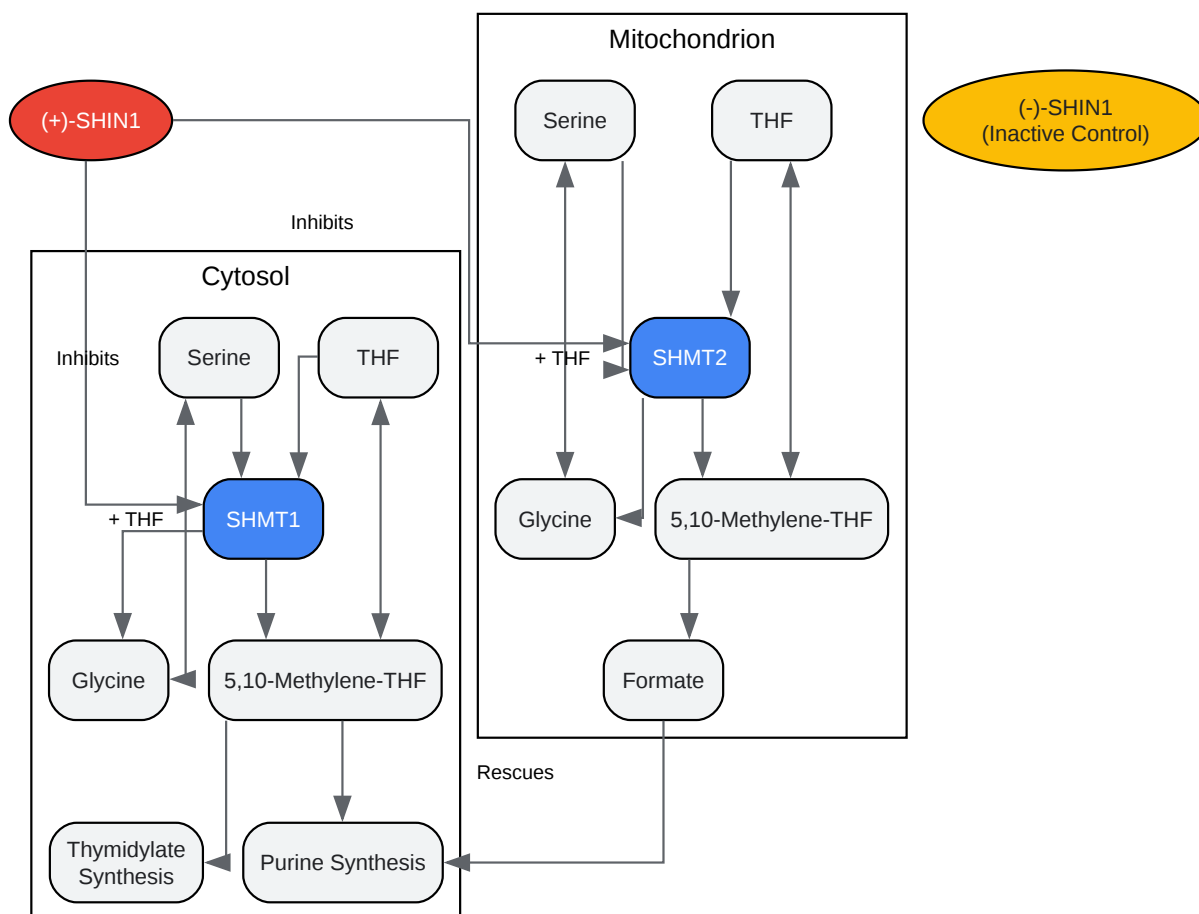 Mitochondrion
(+)-SHIN1
Serine
THF
(-)-SHIN1
(Inactive Control)
Inhibits
Cytosol
Inhibits
Serine
THF
+ THF
SHMT2
+ THF
SHMT1
Glycine
5,10-Methylene-THF
Glycine
5,10-Methylene-THF
Formate
Rescues
Thymidylate
Synthesis
Purine Synthesis